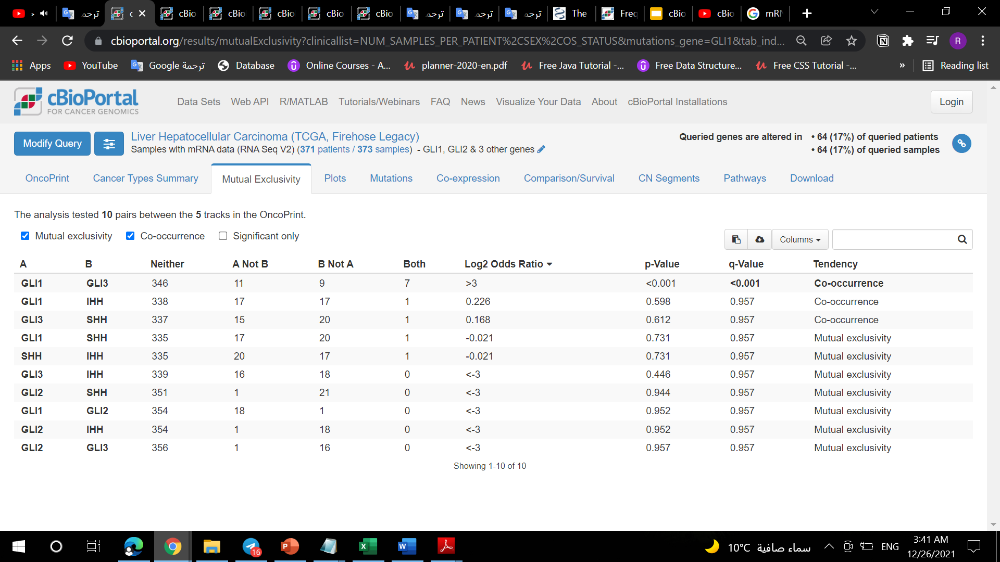 ترجم cBio cBio cBio cBio cBio ترجم ترجم ترجم The Freq cBio cBio mRN
cbioportal.org/results/mutualExclusivity?clinicallist=NUM_SAMPLES_PER_PATIENT%2CSEX%2COS_STATUS&mutations_gene=GLI1&tab_ind... R
Apps YouTube ترجمة Google Database Online Courses - A... planner-2020-en.pdf Free Java Tutorial -... Free Data Structure... Free CSS Tutorial -... » Reading list
cBioPortal
FOR CANCER GENOMICS
Data Sets Web API R/MATLAB Tutorials/Webinars FAQ News Visualize Your Data About cBioPortal Installations Login
Modify Query
Liver Hepatocellular Carcinoma (TCGA, Firehose Legacy)
Samples with mRNA data (RNA Seq V2) (371 patients / 373 samples) - GLI1, GLI2 & 3 other genes
Queried genes are altered in • 64 (17%) of queried patients
• 64 (17%) of queried samples
OncoPrint Cancer Types Summary Mutual Exclusivity Plots Mutations Co-expression Comparison/Survival CN Segments Pathways Download
The analysis tested 10 pairs between the 5 tracks in the OncoPrint.
Mutual exclusivity Co-occurrence Significant only Columns
A B Neither A Not B B Not A Both Log2 Odds Ratio p-Value q-Value Tendency
GLI1 GLI3 346 11 9 7 >3 <0.001 <0.001 Co-occurrence
GLI1 IHH 338 17 17 1 0.226 0.598 0.957 Co-occurrence
GLI3 SHH 337 15 20 1 0.168 0.612 0.957 Co-occurrence
GLI1 SHH 335 17 20 1 -0.021 0.731 0.957 Mutual exclusivity
SHH IHH 335 20 17 1 -0.021 0.731 0.957 Mutual exclusivity
GLI3 IHH 339 16 18 0 <-3 0.446 0.957 Mutual exclusivity
GLI2 SHH 351 1 21 0 <-3 0.944 0.957 Mutual exclusivity
GLI1 GLI2 354 18 1 0 <-3 0.952 0.957 Mutual exclusivity
GLI2 IHH 354 1 18 0 <-3 0.952 0.957 Mutual exclusivity
GLI2 GLI3 356 1 16 0 <-3 0.957 0.957 Mutual exclusivity
Showing 1-10 of 10
16 10°C سماء صافية ENG
3:41 AM
12/26/2021